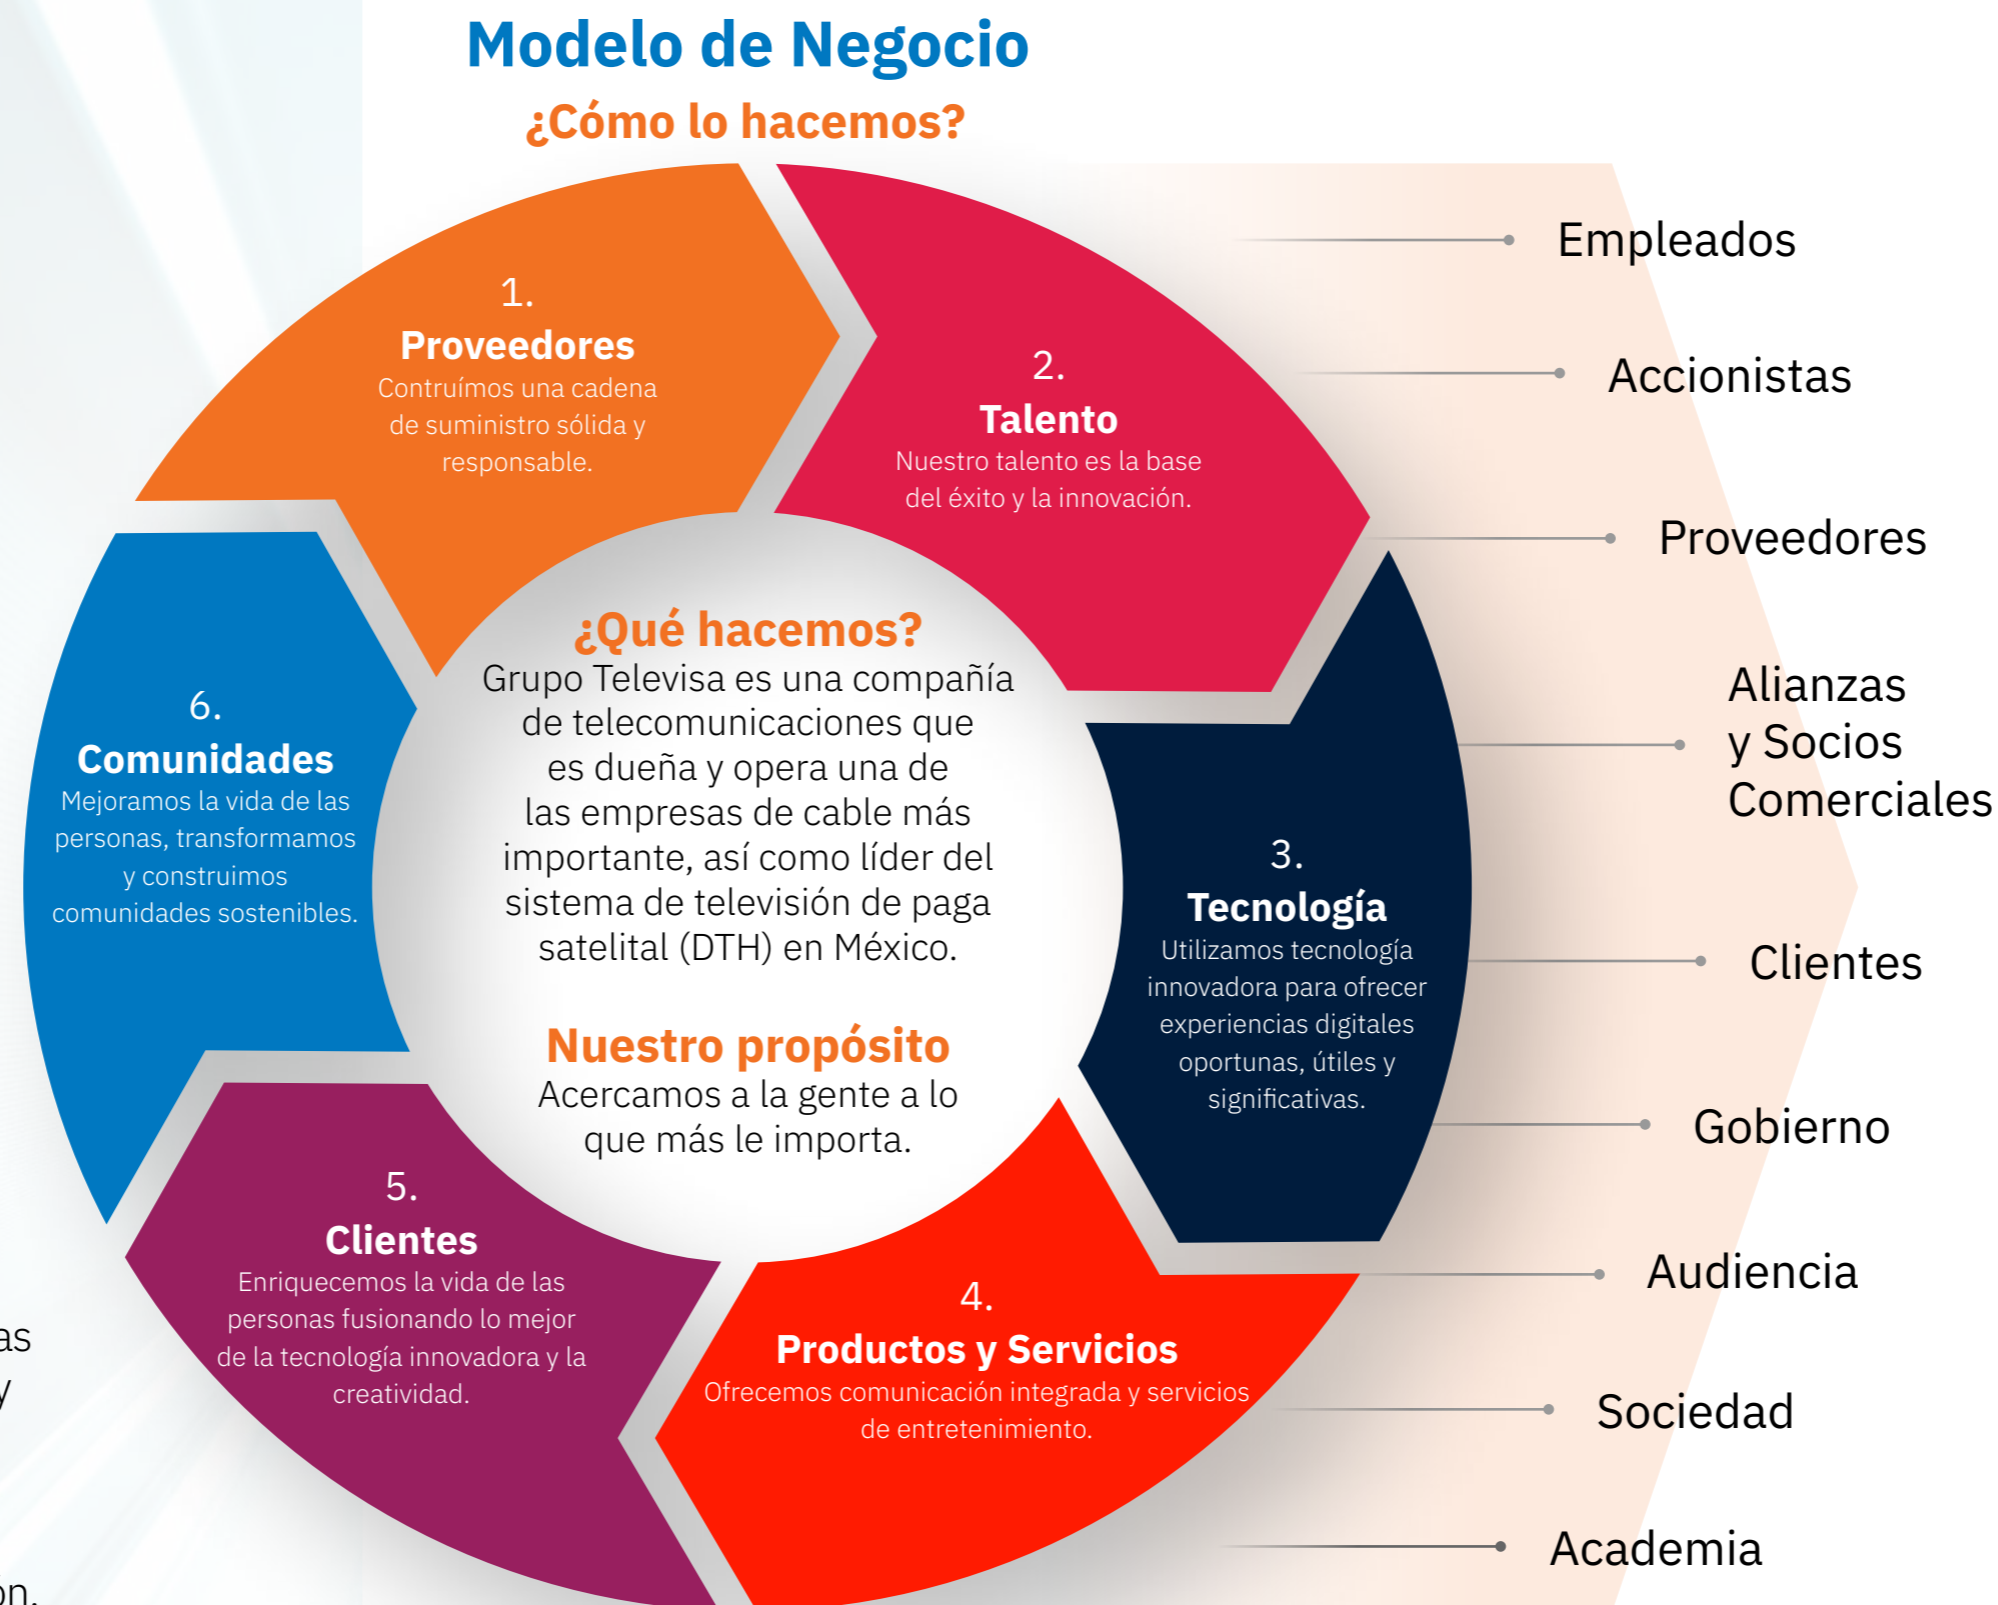 Modelo de Negocio
¿Cómo lo hacemos?
1.
Proveedores
Contruímos una cadena
de suministro sólida y
responsable.
2.
Talento
Nuestro talento es la base
del éxito y la innovación.
3.
Tecnología
Utilizamos tecnología
innovadora para ofrecer
experiencias digitales
oportunas, útiles y
significativas.
4.
Productos y Servicios
Ofrecemos comunicación integrada y servicios
de entretenimiento.
5.
Clientes
Enriquecemos la vida de las
personas fusionando lo mejor
de la tecnología innovadora y la
creatividad.
6.
Comunidades
Mejoramos la vida de las
personas, transformamos
y construimos
comunidades sostenibles.
¿Qué hacemos?
Grupo Televisa es una compañía
de telecomunicaciones que
es dueña y opera una de
las empresas de cable más
importante, así como líder del
sistema de televisión de paga
satelital (DTH) en México.
Nuestro propósito
Acercamos a la gente a lo
que más le importa.
Empleados
Accionistas
Proveedores
Alianzas
y Socios
Comerciales
Clientes
Gobierno
Audiencia
Sociedad
Academia